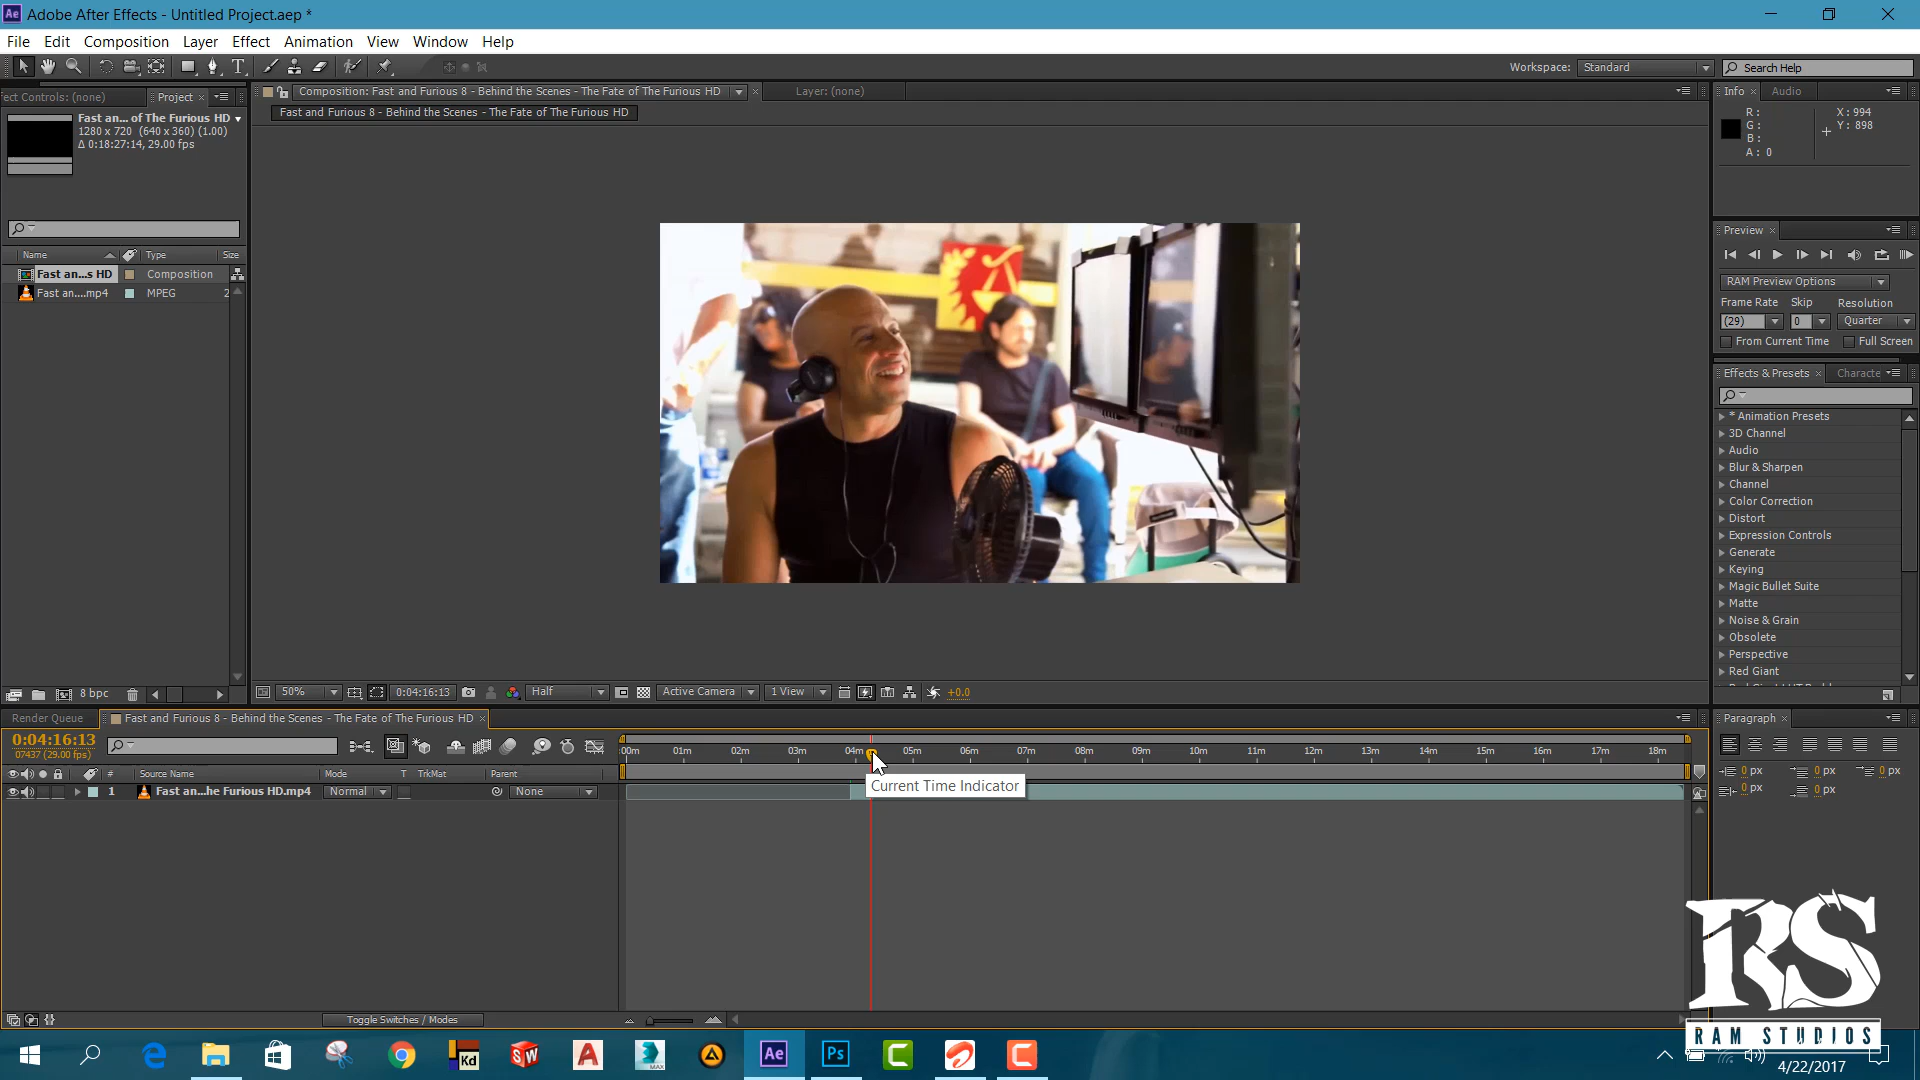 Adobe After Effects - Untitled Project.aep *
File Edit Composition Layer Effect Animation View Window Help
Workspace: Standard
Search Help
ect Controls: (none)
Project
Fast an... of The Furious HD
1280 x 720 (640 x 360) (1.00)
Δ 0:18:27:14, 29.00 fps
Name Type Size
Fast an...s HD Composition
Fast an....mp4 MPEG 2
8 bpc
Composition: Fast and Furious 8 - Behind the Scenes - The Fate of The Furious HD
Layer: (none)
Fast and Furious 8 - Behind the Scenes - The Fate of The Furious HD
50%
0:04:16:13
Half
Active Camera
1 View
+0.0
Info Audio
R:
G:
B:
A: 0
X: 994
Y: 898
Preview
RAM Preview Options
Frame Rate Skip Resolution
(29) 0 Quarter
From Current Time Full Screen
Effects & Presets Characte
* Animation Presets
3D Channel
Audio
Blur & Sharpen
Channel
Color Correction
Distort
Expression Controls
Generate
Keying
Magic Bullet Suite
Matte
Noise & Grain
Obsolete
Perspective
Red Giant
Render Queue
Fast and Furious 8 - Behind the Scenes - The Fate of The Furious HD
0:04:16:13
07437 (29.00 fps)
# Source Name Mode T TrkMat Parent
1 Fast an...he Furious HD.mp4 Normal None
:00m 01m 02m 03m 04m 05m 06m 07m 08m 09m 10m 11m 12m 13m 14m 15m 16m 17m 18m
Current Time Indicator
Toggle Switches / Modes
Paragraph
0 px 0 px 0 px
0 px 0 px
RS
RAM STUDIOS
Kd
SW
A
MAX
Ae
Ps
C
C
4/22/2017